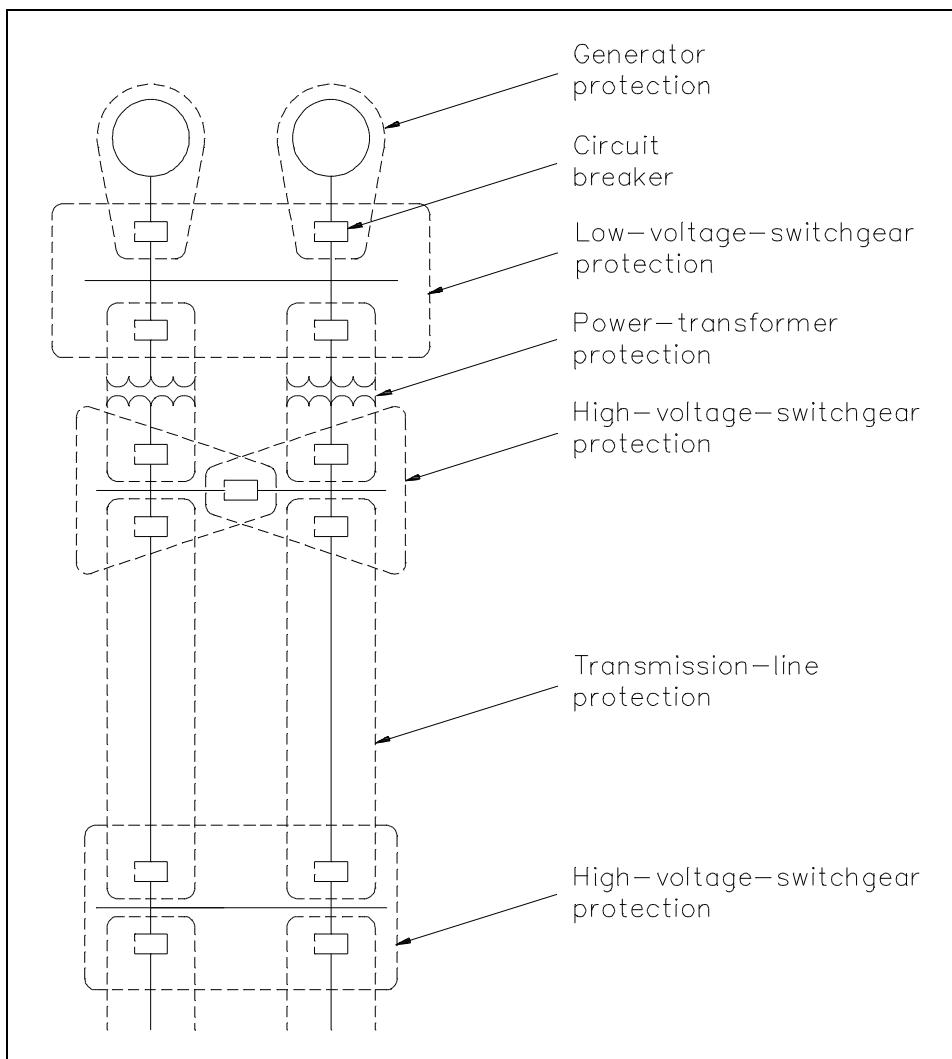 Generator
protection
Circuit
breaker
Low-voltage-switchgear
protection
Power-transformer
protection
High-voltage-switchgear
protection
Transmission-line
protection
High-voltage-switchgear
protection